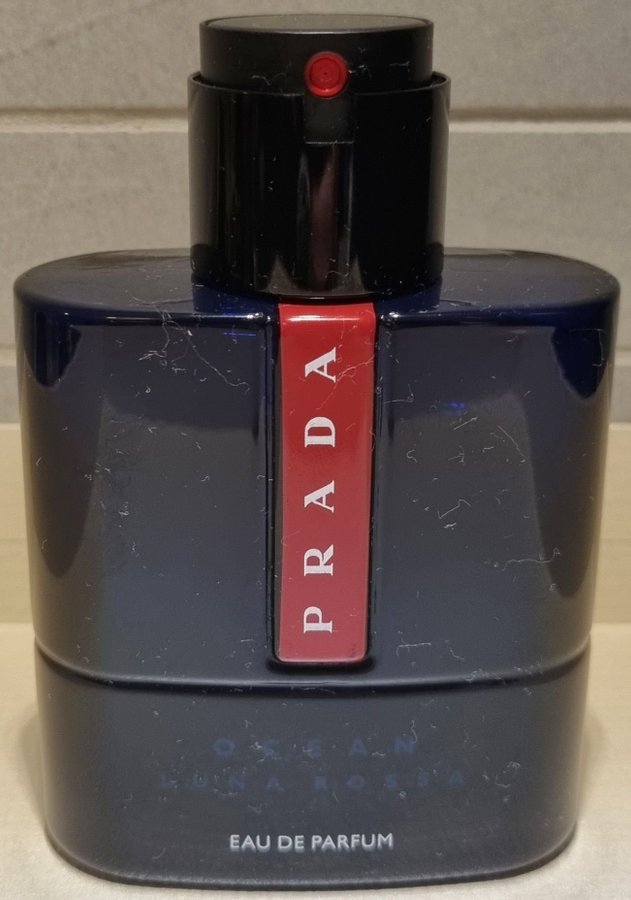 PRADA
OCEAN
LUNA ROSSA
EAU DE PARFUM